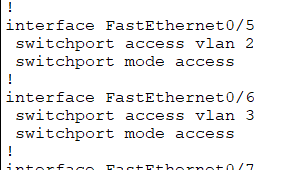 !
interface FastEthernet0/5
 switchport access vlan 2
 switchport mode access
!
interface FastEthernet0/6
 switchport access vlan 3
 switchport mode access
!
interface FastEthernet0/7